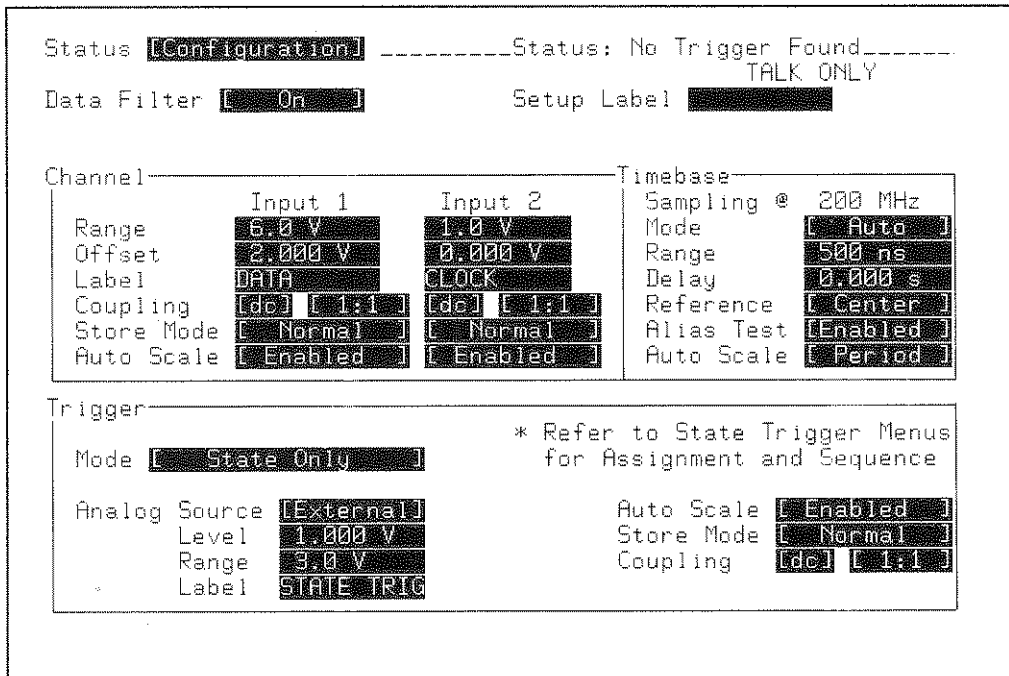 Status [Configuration] _________Status: No Trigger Found______
TALK ONLY
Data Filter [ On ] Setup Label
Channel
Input 1 Input 2
Range 6.0 V 1.0 V
Offset 2.000 V 0.000 V
Label DATA CLOCK
Coupling [dc] [ 1:1 ] [dc] [ 1:1 ]
Store Mode [ Normal ] [ Normal ]
Auto Scale [ Enabled ] [ Enabled ]
Timebase
Sampling @ 200 MHz
Mode [ Auto ]
Range 500 ns
Delay 0.000 s
Reference [ Center ]
Alias Test [Enabled ]
Auto Scale [ Period ]
Trigger
Mode [ State Only ]
* Refer to State Trigger Menus
for Assignment and Sequence
Analog Source [External]
Level 1.000 V
Range 3.0 V
Label STATE TRIG
Auto Scale [ Enabled ]
Store Mode [ Normal ]
Coupling [dc] [ 1:1 ]